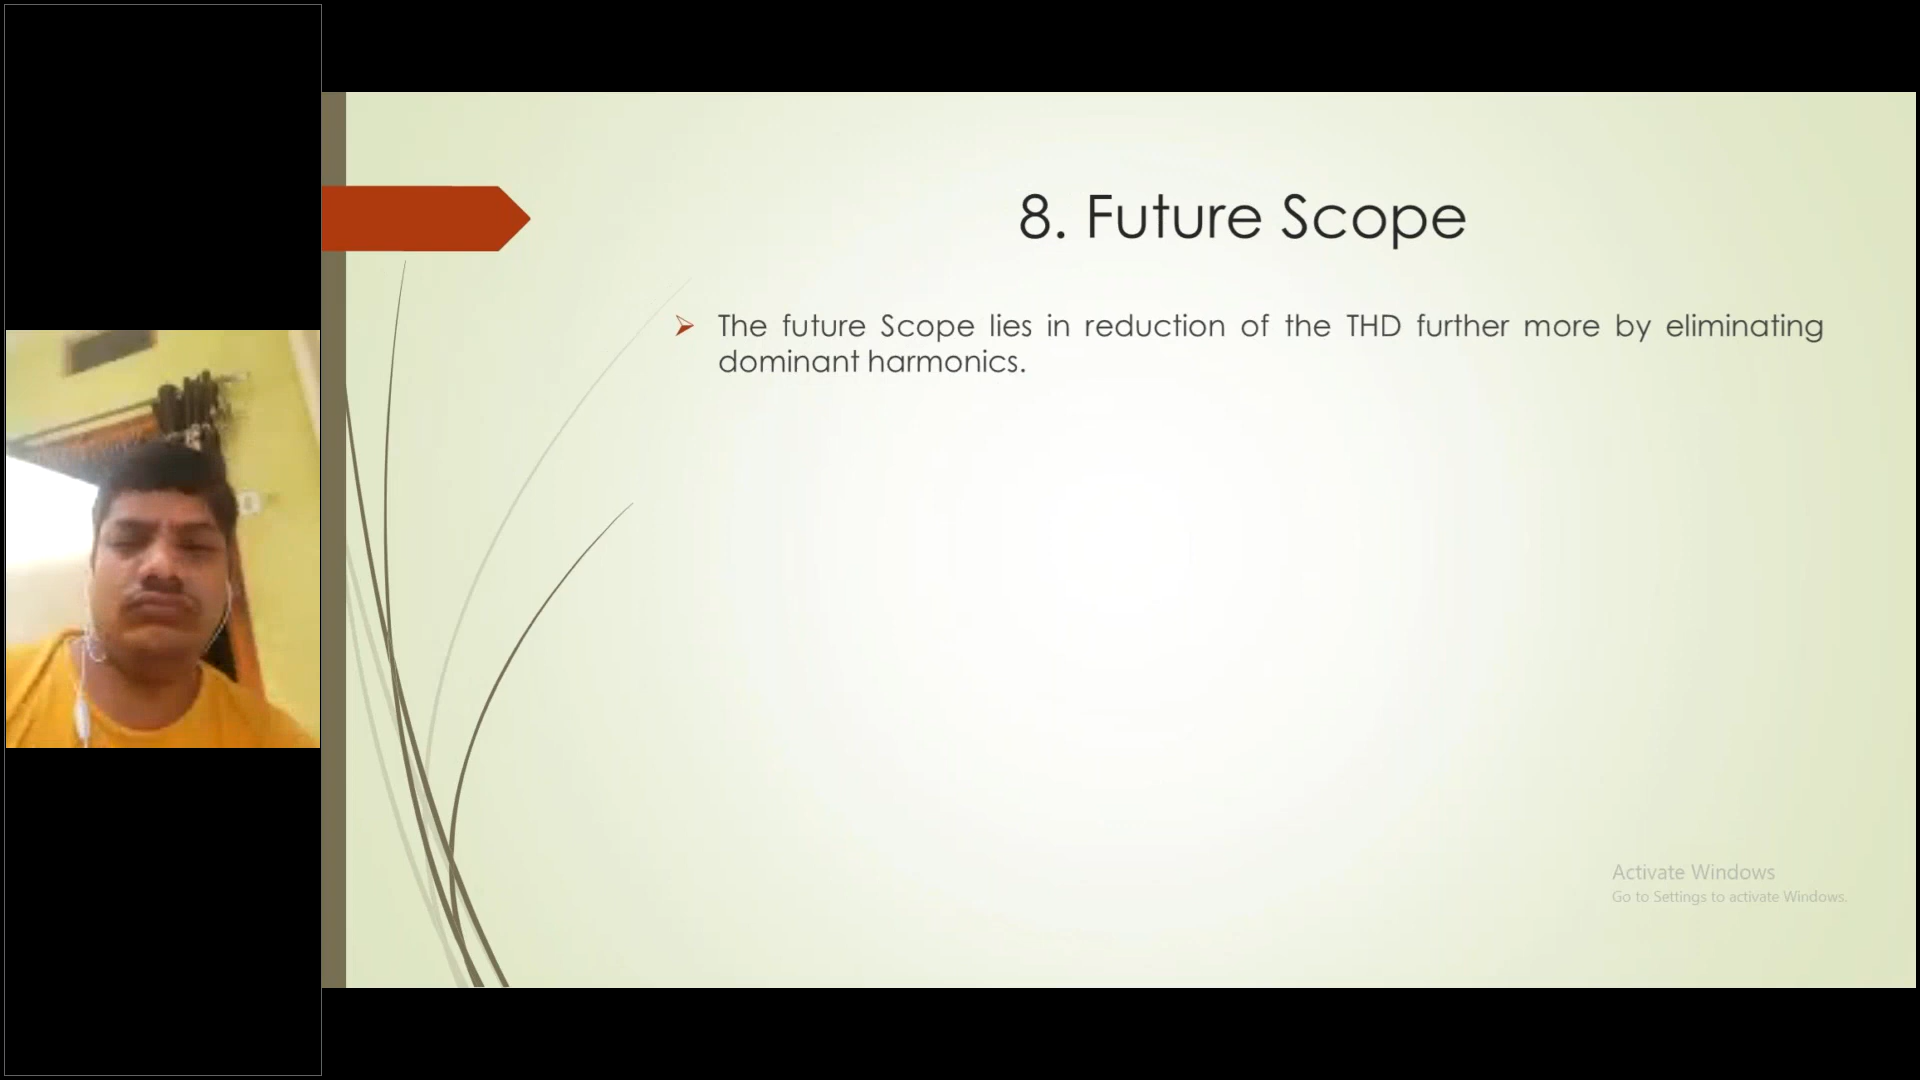 8. Future Scope
The future Scope lies in reduction of the THD further more by eliminating
dominant harmonics.
Activate Windows
Go to Settings to activate Windows.